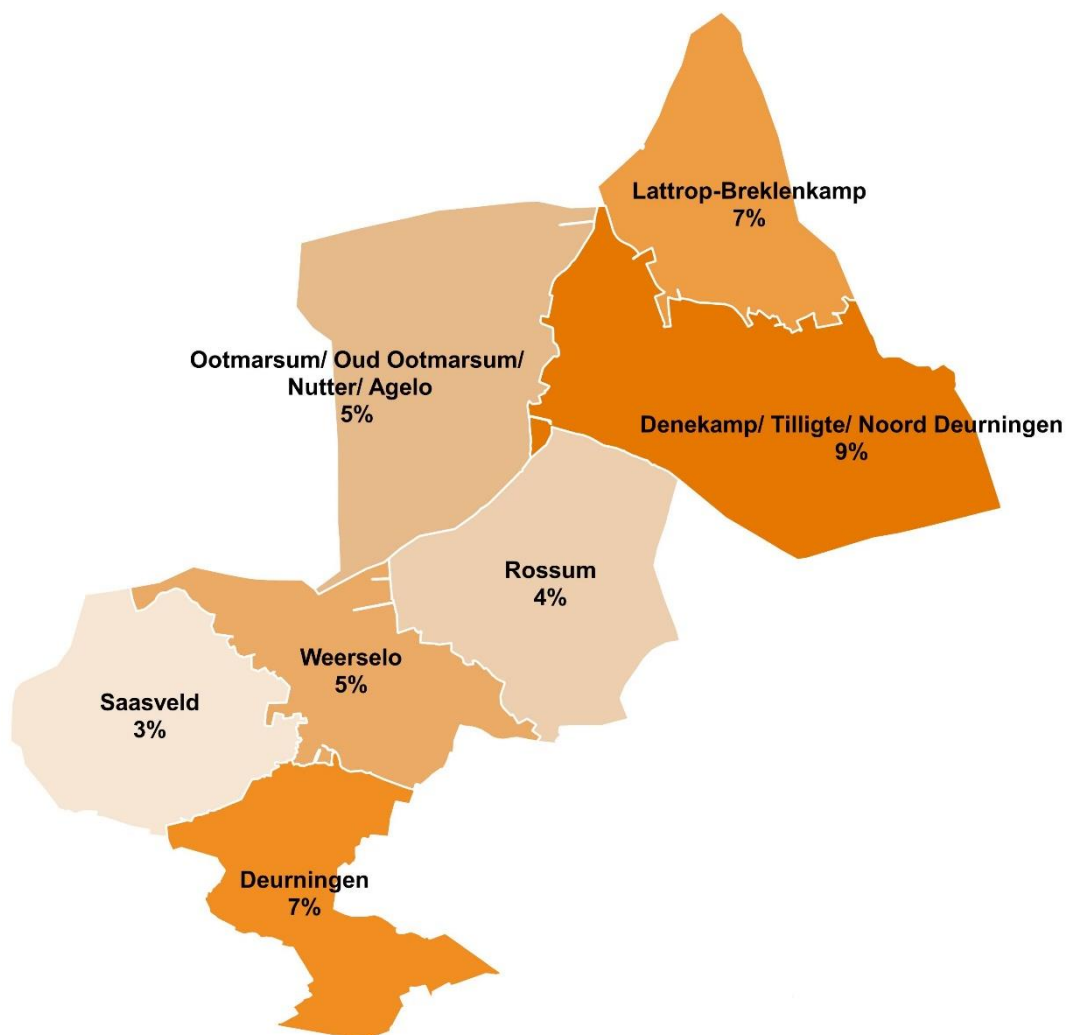 Lattrop-Breklenkamp
7%
Ootmarsum/ Oud Ootmarsum/
Nutter/ Agelo
5%
Denekamp/ Tilligte/ Noord Deurningen
9%
Rossum
4%
Weerselo
5%
Saasveld
3%
Deurningen
7%